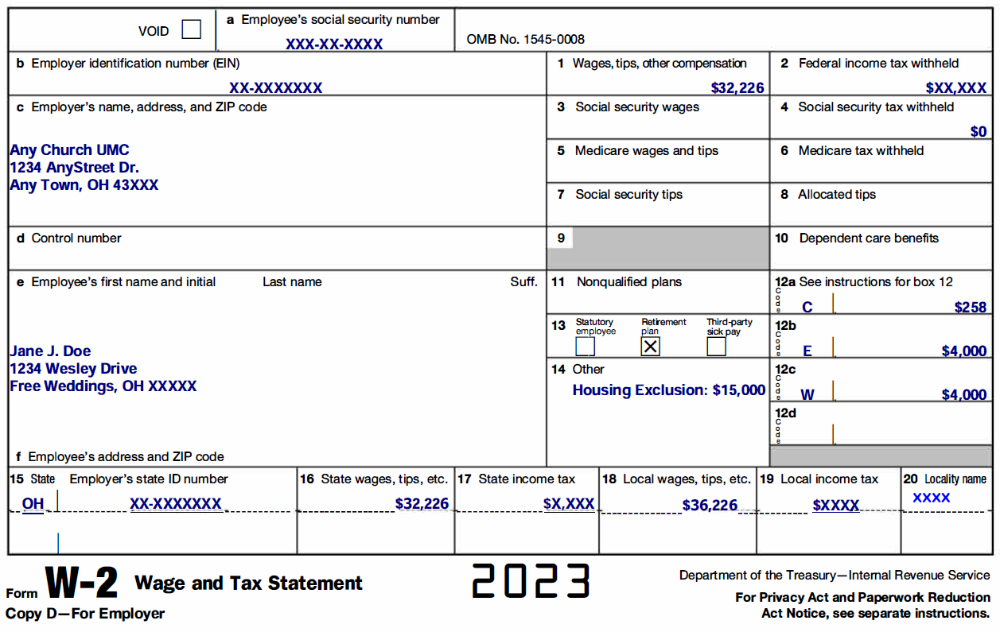 VOID
a Employee's social security number
XXX-XX-XXXX
OMB No. 1545-0008
b Employer identification number (EIN)
XX-XXXXXXX
1 Wages, tips, other compensation
$32,226
2 Federal income tax withheld
$XX,XXX
c Employer's name, address, and ZIP code
Any Church UMC
1234 AnyStreet Dr.
Any Town, OH 43XXX
3 Social security wages
4 Social security tax withheld
$0
5 Medicare wages and tips
6 Medicare tax withheld
7 Social security tips
8 Allocated tips
d Control number
9
10 Dependent care benefits
e Employee's first name and initial Last name Suff.
Jane J. Doe
1234 Wesley Drive
Free Weddings, OH XXXXX
f Employee's address and ZIP code
11 Nonqualified plans
12a See instructions for box 12
Code C $258
13 Statutory employee Retirement plan Third-party sick pay
X
12b
Code E $4,000
14 Other
Housing Exclusion: $15,000
12c
Code W $4,000
12d
Code
15 State Employer's state ID number
OH XX-XXXXXXX
16 State wages, tips, etc.
$32,226
17 State income tax
$X,XXX
18 Local wages, tips, etc.
$36,226
19 Local income tax
$XXXX
20 Locality name
XXXX
Form W-2 Wage and Tax Statement
2023
Department of the Treasury—Internal Revenue Service
Copy D—For Employer
For Privacy Act and Paperwork Reduction
Act Notice, see separate instructions.